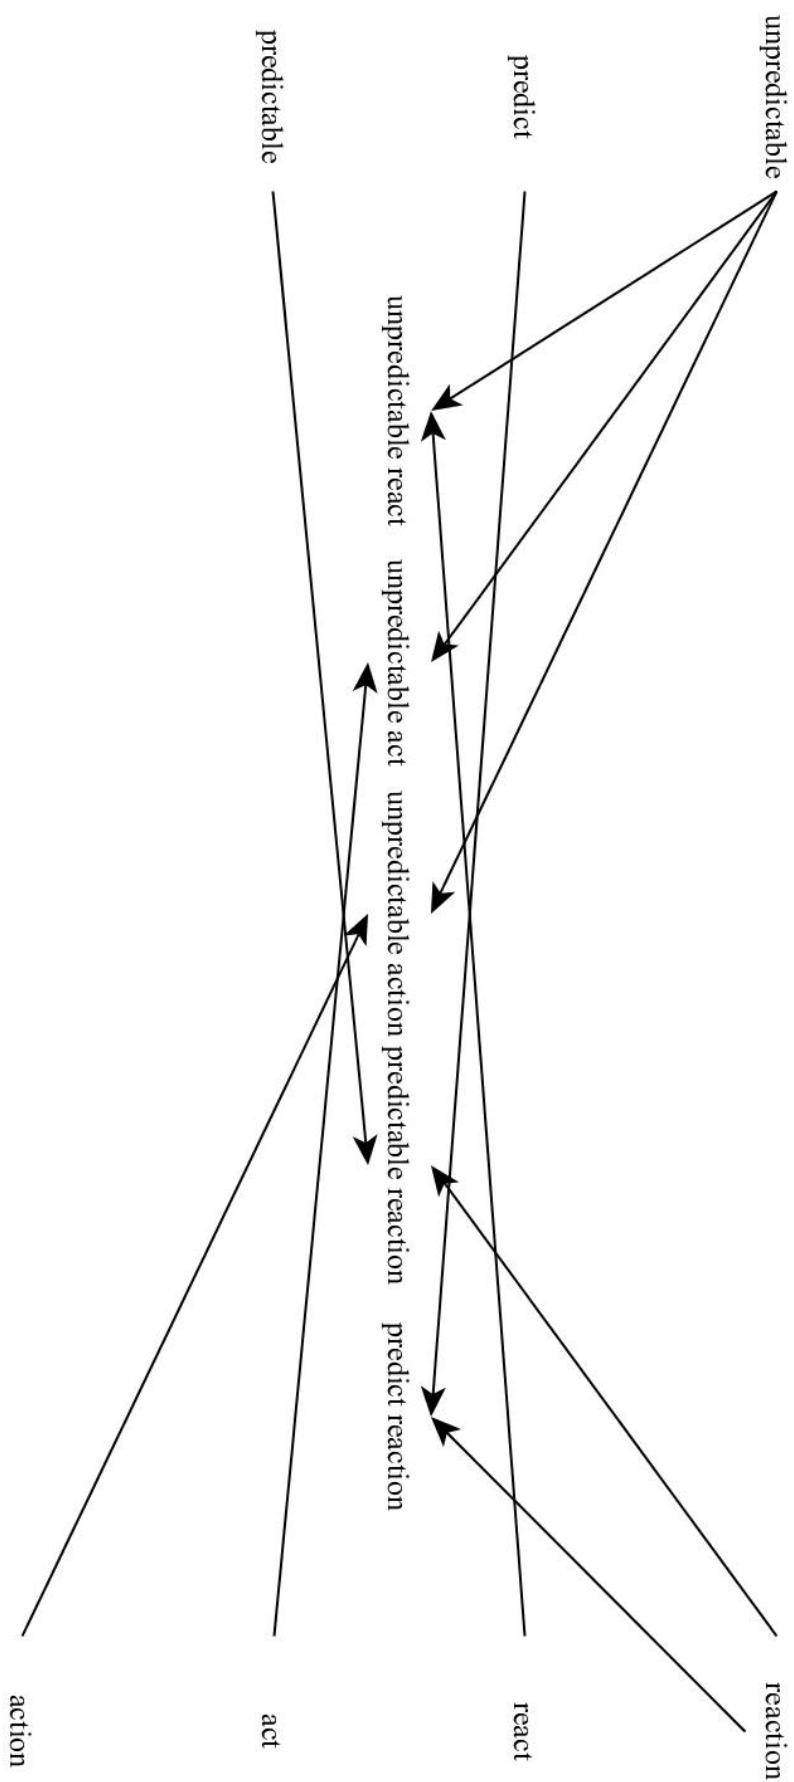 unpredictable
reaction
predict
react
unpredictable react
unpredictable act
unpredictable action
predictable reaction
predict reaction
predictable
act
action